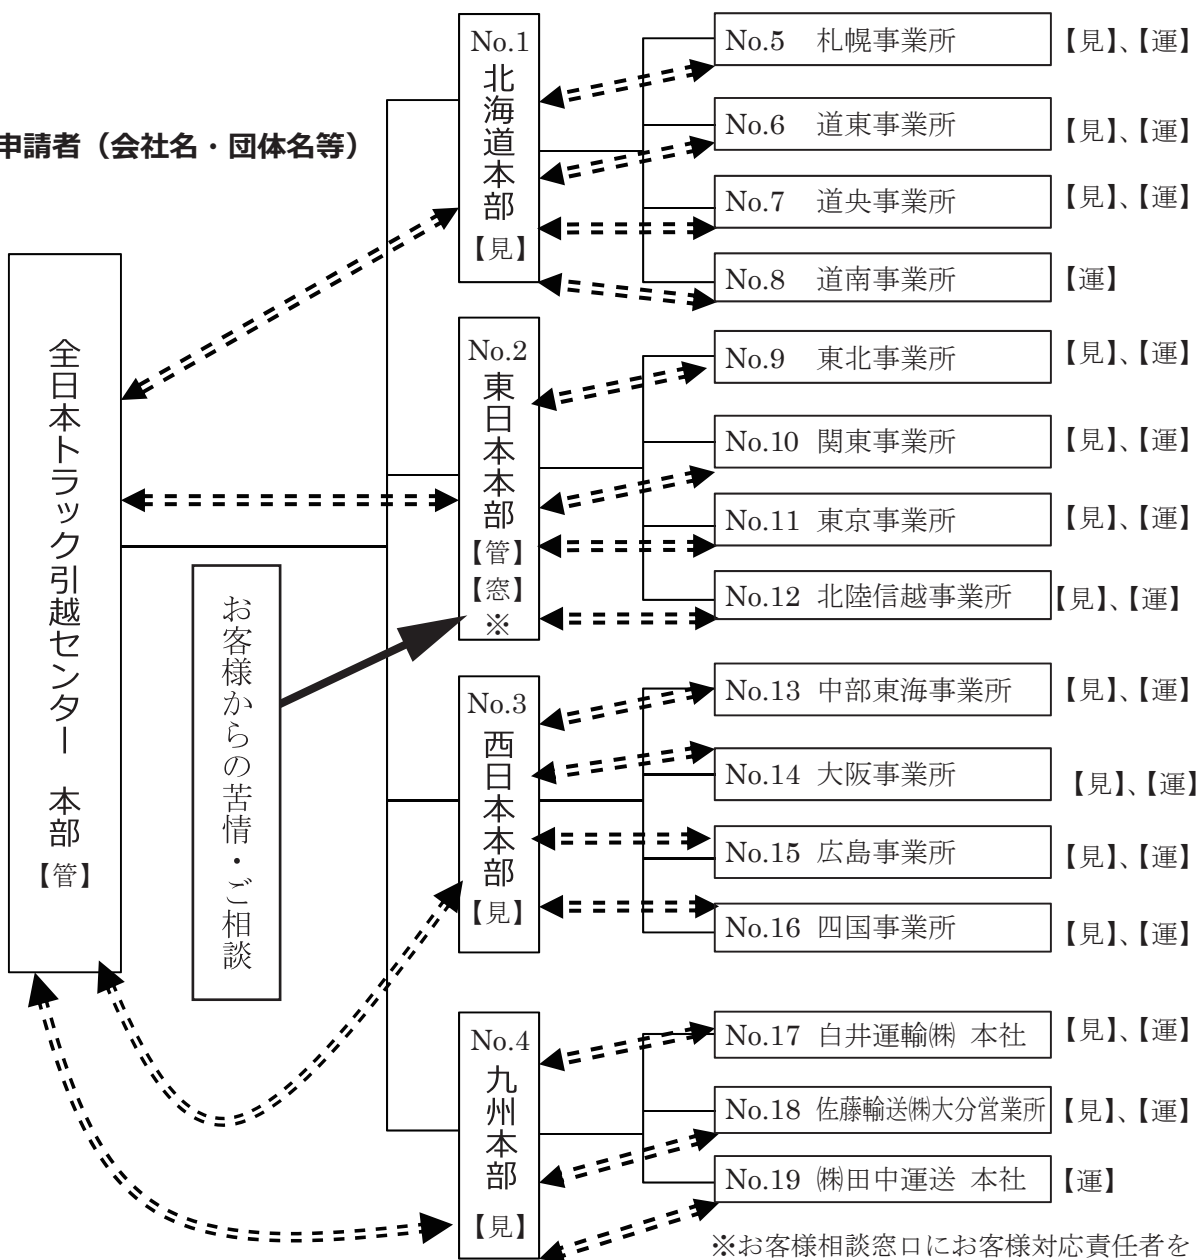 申請者（会社名・団体名等）
全日本トラック引越センター　本部
【管】
お客様からの苦情・ご相談
No.1
北海道本部
【見】
No.5　札幌事業所　【見】、【運】
No.6　道東事業所　【見】、【運】
No.7　道央事業所　【見】、【運】
No.8　道南事業所　【運】
No.2
東日本本部
【管】
【窓】
※
No.9　東北事業所　【見】、【運】
No.10　関東事業所　【見】、【運】
No.11　東京事業所　【見】、【運】
No.12　北陸信越事業所　【見】、【運】
No.3
西日本本部
【見】
No.13　中部東海事業所　【見】、【運】
No.14　大阪事業所　【見】、【運】
No.15　広島事業所　【見】、【運】
No.16　四国事業所　【見】、【運】
No.4
九州本部
【見】
No.17　白井運輸㈱ 本社　【見】、【運】
No.18　佐藤輸送㈱大分営業所　【見】、【運】
No.19　㈱田中運送 本社　【運】
※お客様相談窓口にお客様対応責任者を